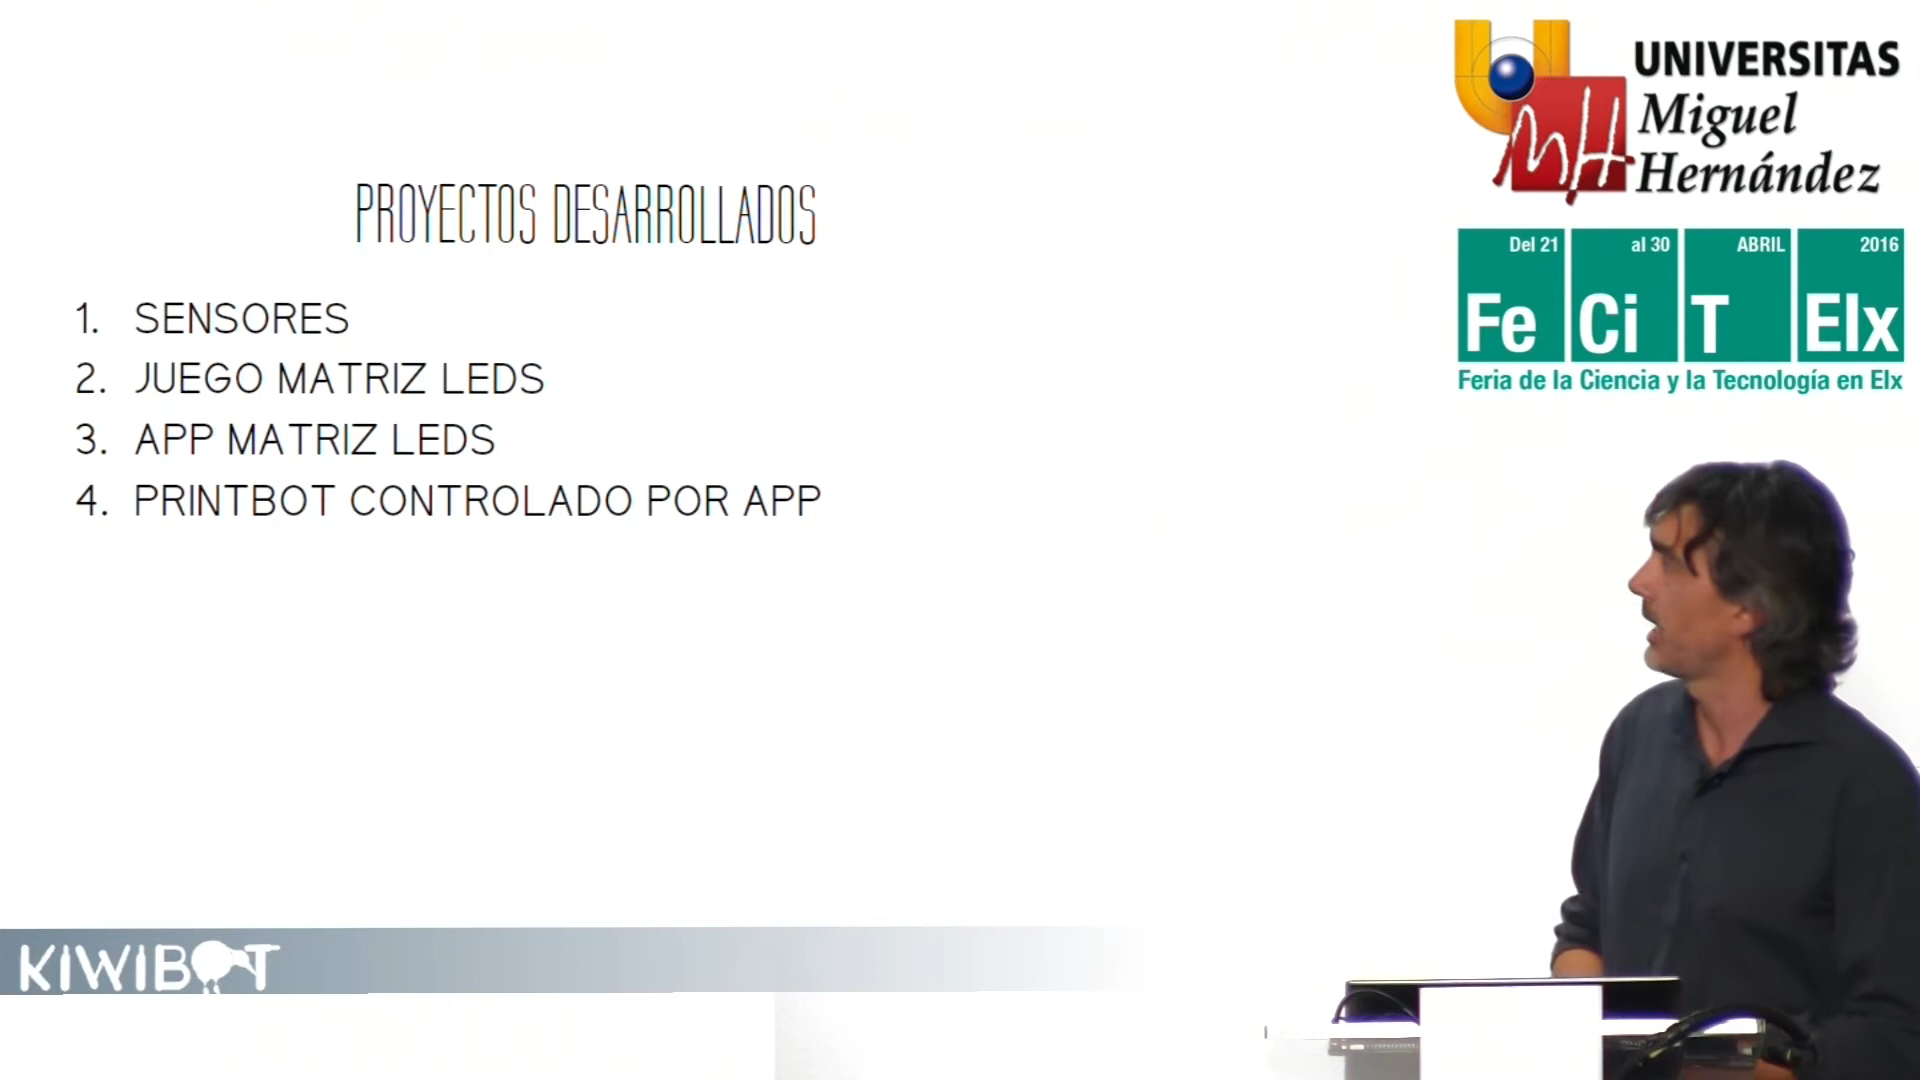 PROYECTOS DESARROLLADOS
1. SENSORES
2. JUEGO MATRIZ LEDS
3. APP MATRIZ LEDS
4. PRINTBOT CONTROLADO POR APP
KIWIBOT
UNIVERSITAS
Miguel
Hernández
Del 21 al 30 ABRIL 2016
Fe Ci T Elx
Feria de la Ciencia y la Tecnología en Elx